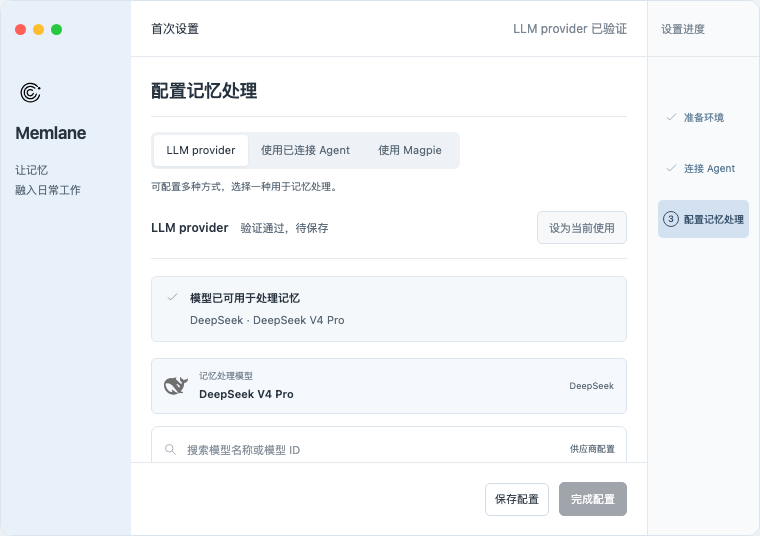 首次设置
LLM provider 已验证
设置进度
Memlane
让记忆
融入日常工作
配置记忆处理
LLM provider
使用已连接 Agent
使用 Magpie
可配置多种方式，选择一种用于记忆处理。
LLM provider
验证通过，待保存
设为当前使用
模型已可用于处理记忆
DeepSeek · DeepSeek V4 Pro
记忆处理模型
DeepSeek V4 Pro
DeepSeek
搜索模型名称或模型 ID
供应商配置
保存配置
完成配置
准备环境
连接 Agent
3 配置记忆处理